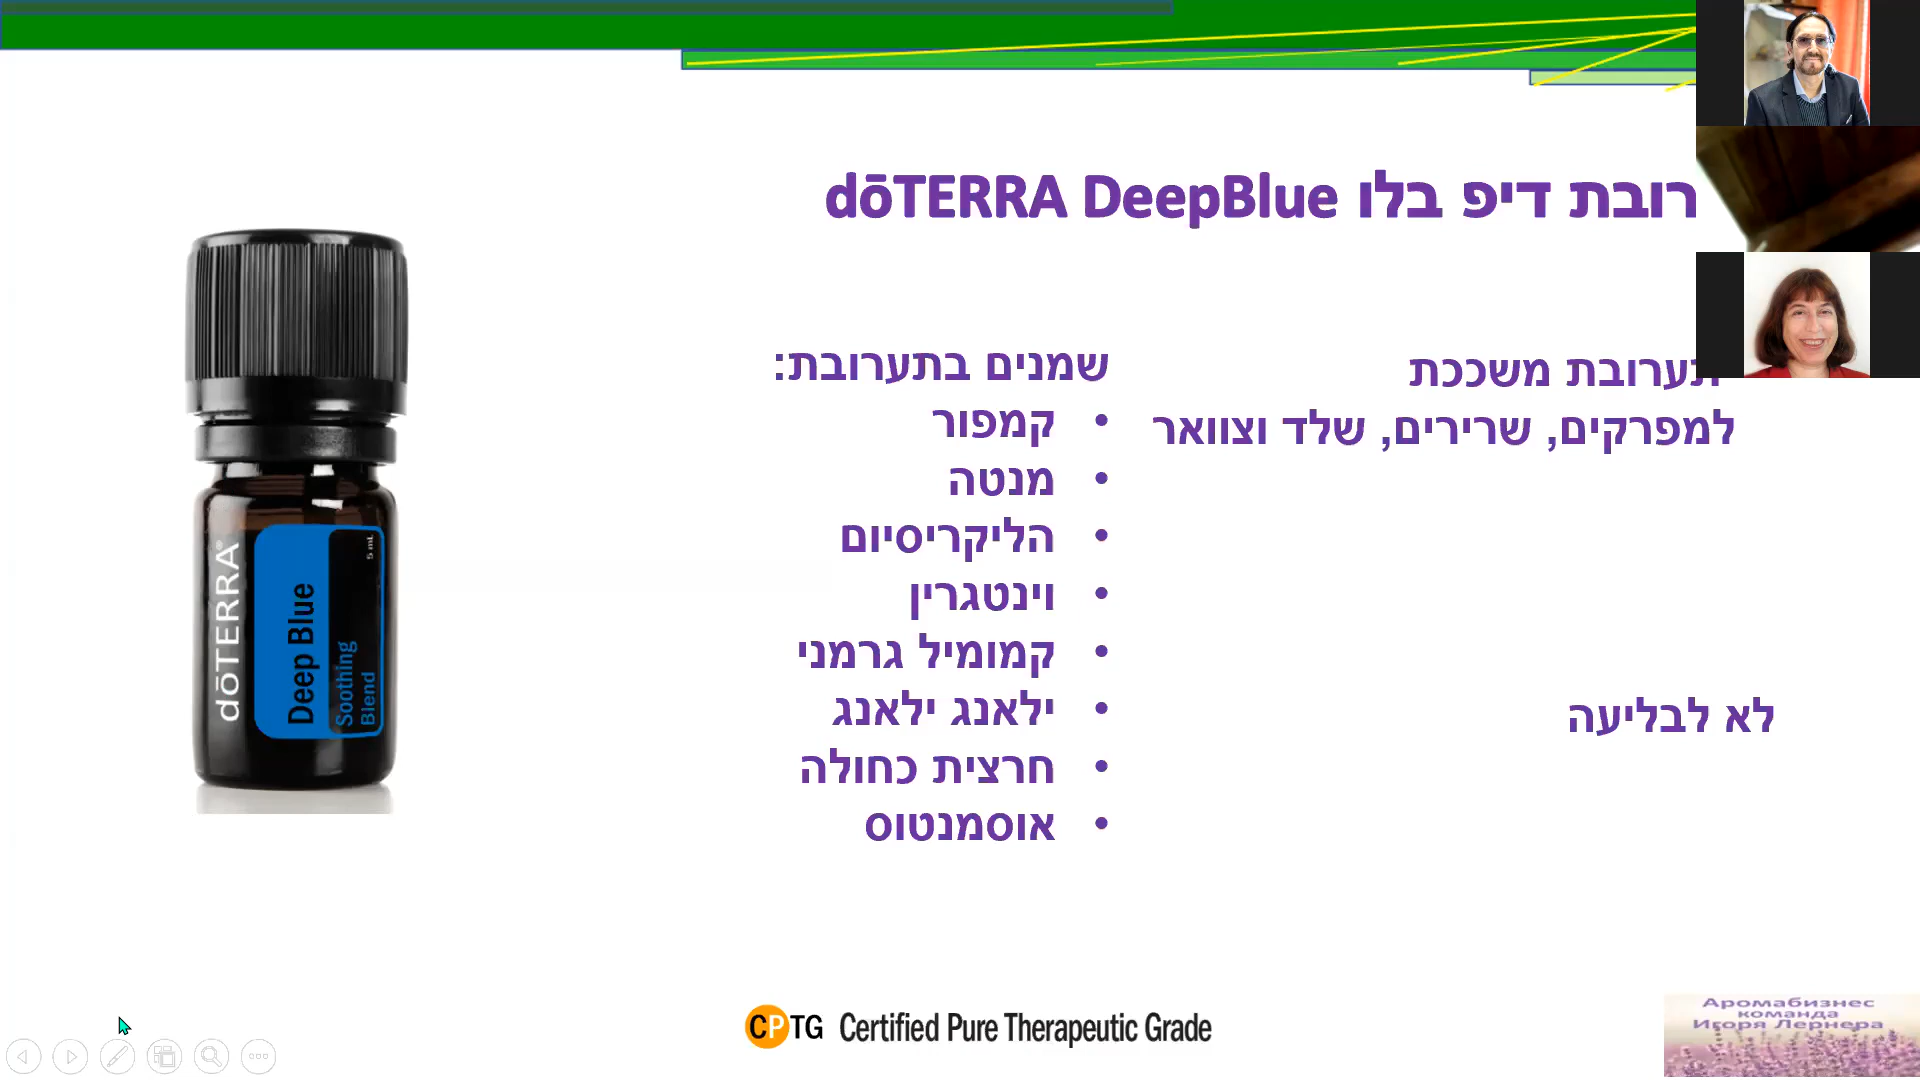 רובת דיפ בלו dōTERRA DeepBlue
תערובת משככת
למפרקים, שרירים, שלד וצוואר
לא לבליעה
שמנים בתערובת:
• קמפור
• מנטה
• הליקריסיום
• וינטגרין
• קמומיל גרמני
• ילאנג ילאנג
• חרצית כחולה
• אוסמנטוס
dōTERRA®
Deep Blue
Soothing
Blend
5 mL
CPTG Certified Pure Therapeutic Grade
Аромабизнес
команда
Игоря Лернера